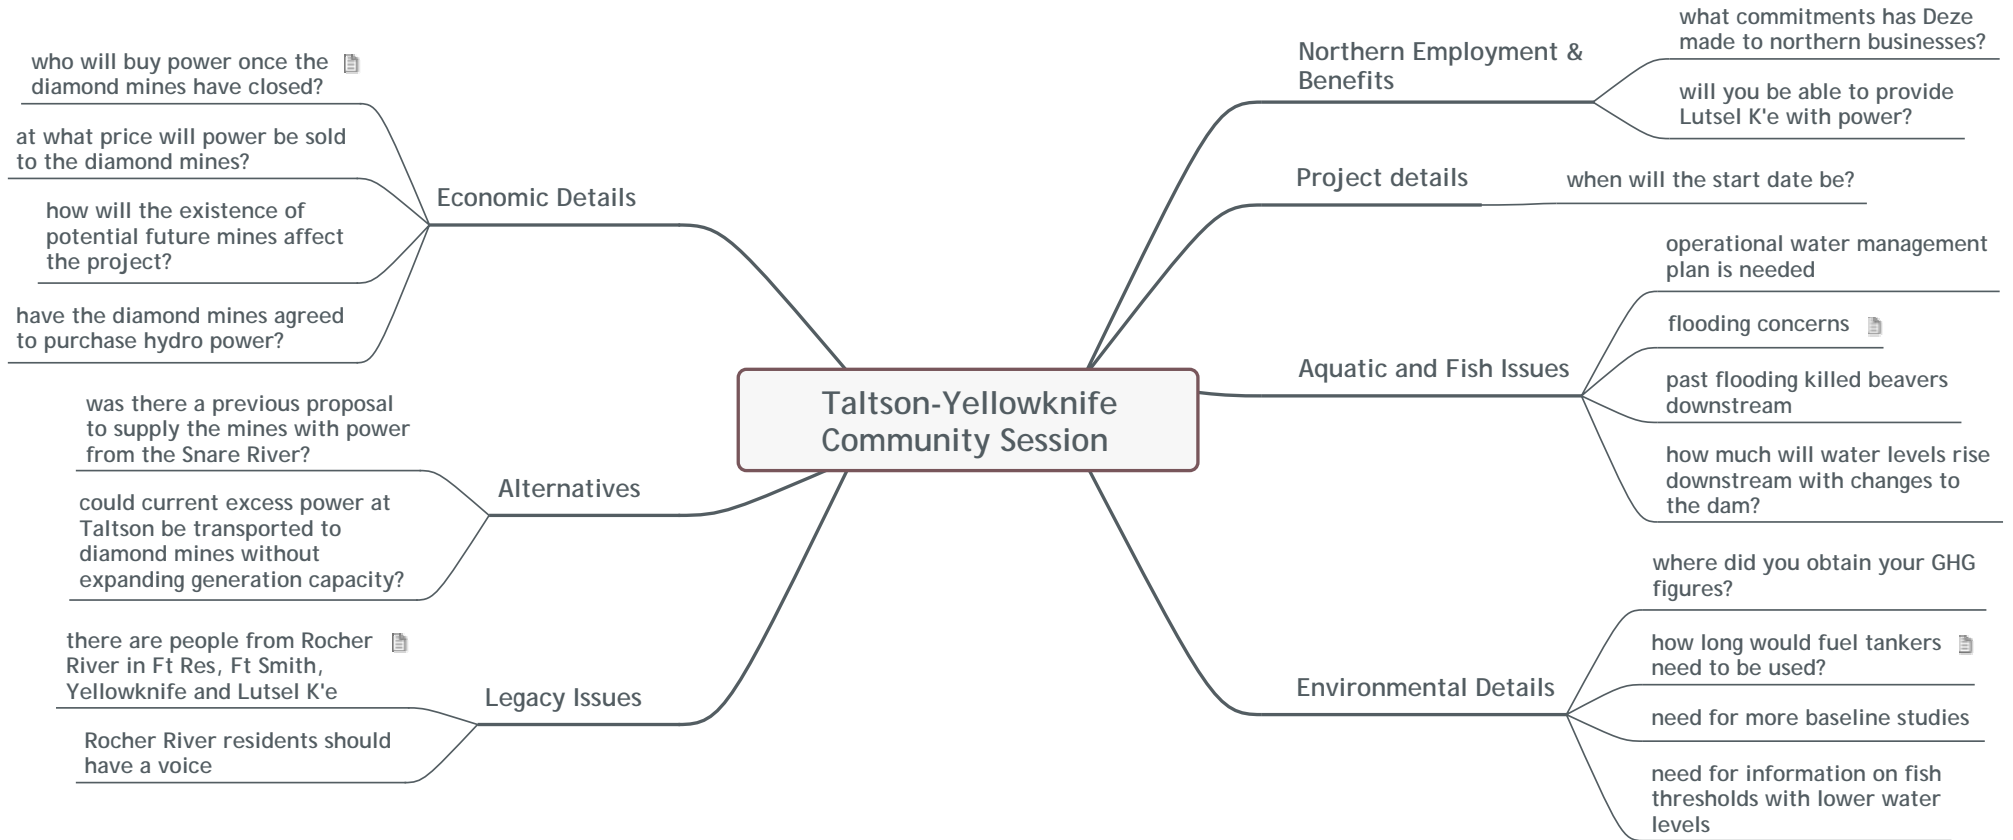 Taltson-Yellowknife
Community Session
Northern Employment &
Benefits
what commitments has Deze
made to northern businesses?
will you be able to provide
Lutsel K'e with power?
Project details
when will the start date be?
Aquatic and Fish Issues
operational water management
plan is needed
flooding concerns
past flooding killed beavers
downstream
how much will water levels rise
downstream with changes to
the dam?
Environmental Details
where did you obtain your GHG
figures?
how long would fuel tankers
need to be used?
need for more baseline studies
need for information on fish
thresholds with lower water
levels
Economic Details
who will buy power once the
diamond mines have closed?
at what price will power be sold
to the diamond mines?
how will the existence of
potential future mines affect
the project?
have the diamond mines agreed
to purchase hydro power?
Alternatives
was there a previous proposal
to supply the mines with power
from the Snare River?
could current excess power at
Taltson be transported to
diamond mines without
expanding generation capacity?
Legacy Issues
there are people from Rocher
River in Ft Res, Ft Smith,
Yellowknife and Lutsel K'e
Rocher River residents should
have a voice